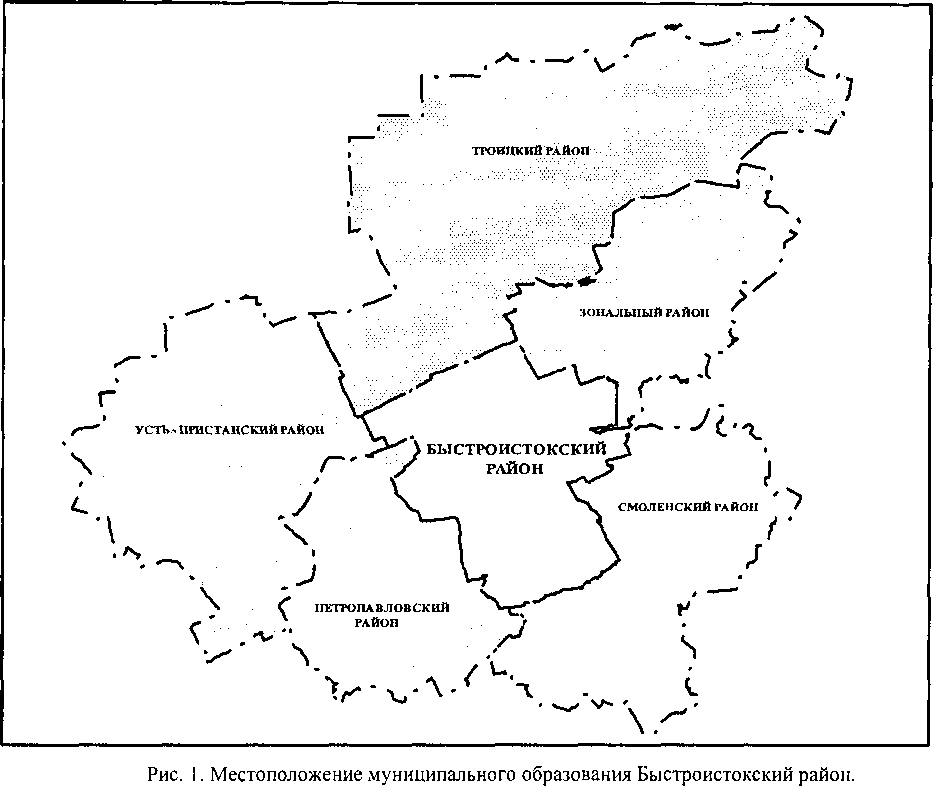 ТРОИЦКИЙ РАЙОН
ЗОНАЛЬНЫЙ РАЙОН
УСТЬ-ПРИСТАНСКИЙ РАЙОН
БЫСТРОИСТОКСКИЙ
РАЙОН
СМОЛЕНСКИЙ РАЙОН
ПЕТРОПАВЛОВСКИЙ
РАЙОН
Рис. 1. Местоположение муниципального образования Быстроистокский район.